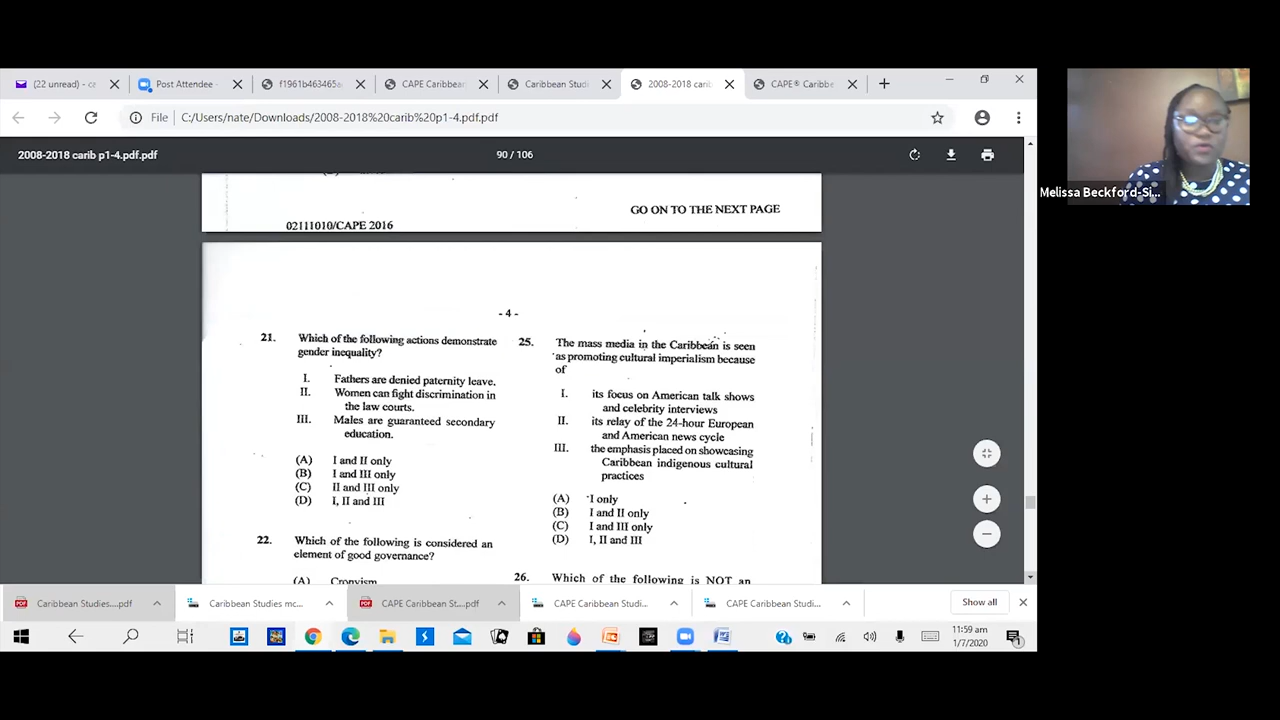 (22 unread) - ca
Post Attendee -
f1961b463465a
CAPE Caribbean
Caribbean Studi
2008-2018 carib
CAPE® Caribbe
File
C:/Users/nate/Downloads/2008-2018%20carib%20p1-4.pdf.pdf
2008-2018 carib p1-4.pdf.pdf
90 / 106
Melissa Beckford-Si...
GO ON TO THE NEXT PAGE
02111010/CAPE 2016
- 4 -
21. Which of the following actions demonstrate
gender inequality?
I. Fathers are denied paternity leave.
II. Women can fight discrimination in
the law courts.
III. Males are guaranteed secondary
education.
(A) I and II only
(B) I and III only
(C) II and III only
(D) I, II and III
22. Which of the following is considered an
element of good governance?
(A) Cronyism
25. The mass media in the Caribbean is seen
as promoting cultural imperialism because
of
I. its focus on American talk shows
and celebrity interviews
II. its relay of the 24-hour European
and American news cycle
III. the emphasis placed on showcasing
Caribbean indigenous cultural
practices
(A) I only
(B) I and II only
(C) I and III only
(D) I, II and III
26. Which of the following is NOT an
Caribbean Studies....pdf
Caribbean Studies mc...
CAPE Caribbean St....pdf
CAPE Caribbean Studi...
CAPE Caribbean Studi...
Show all
11:59 am
1/7/2020